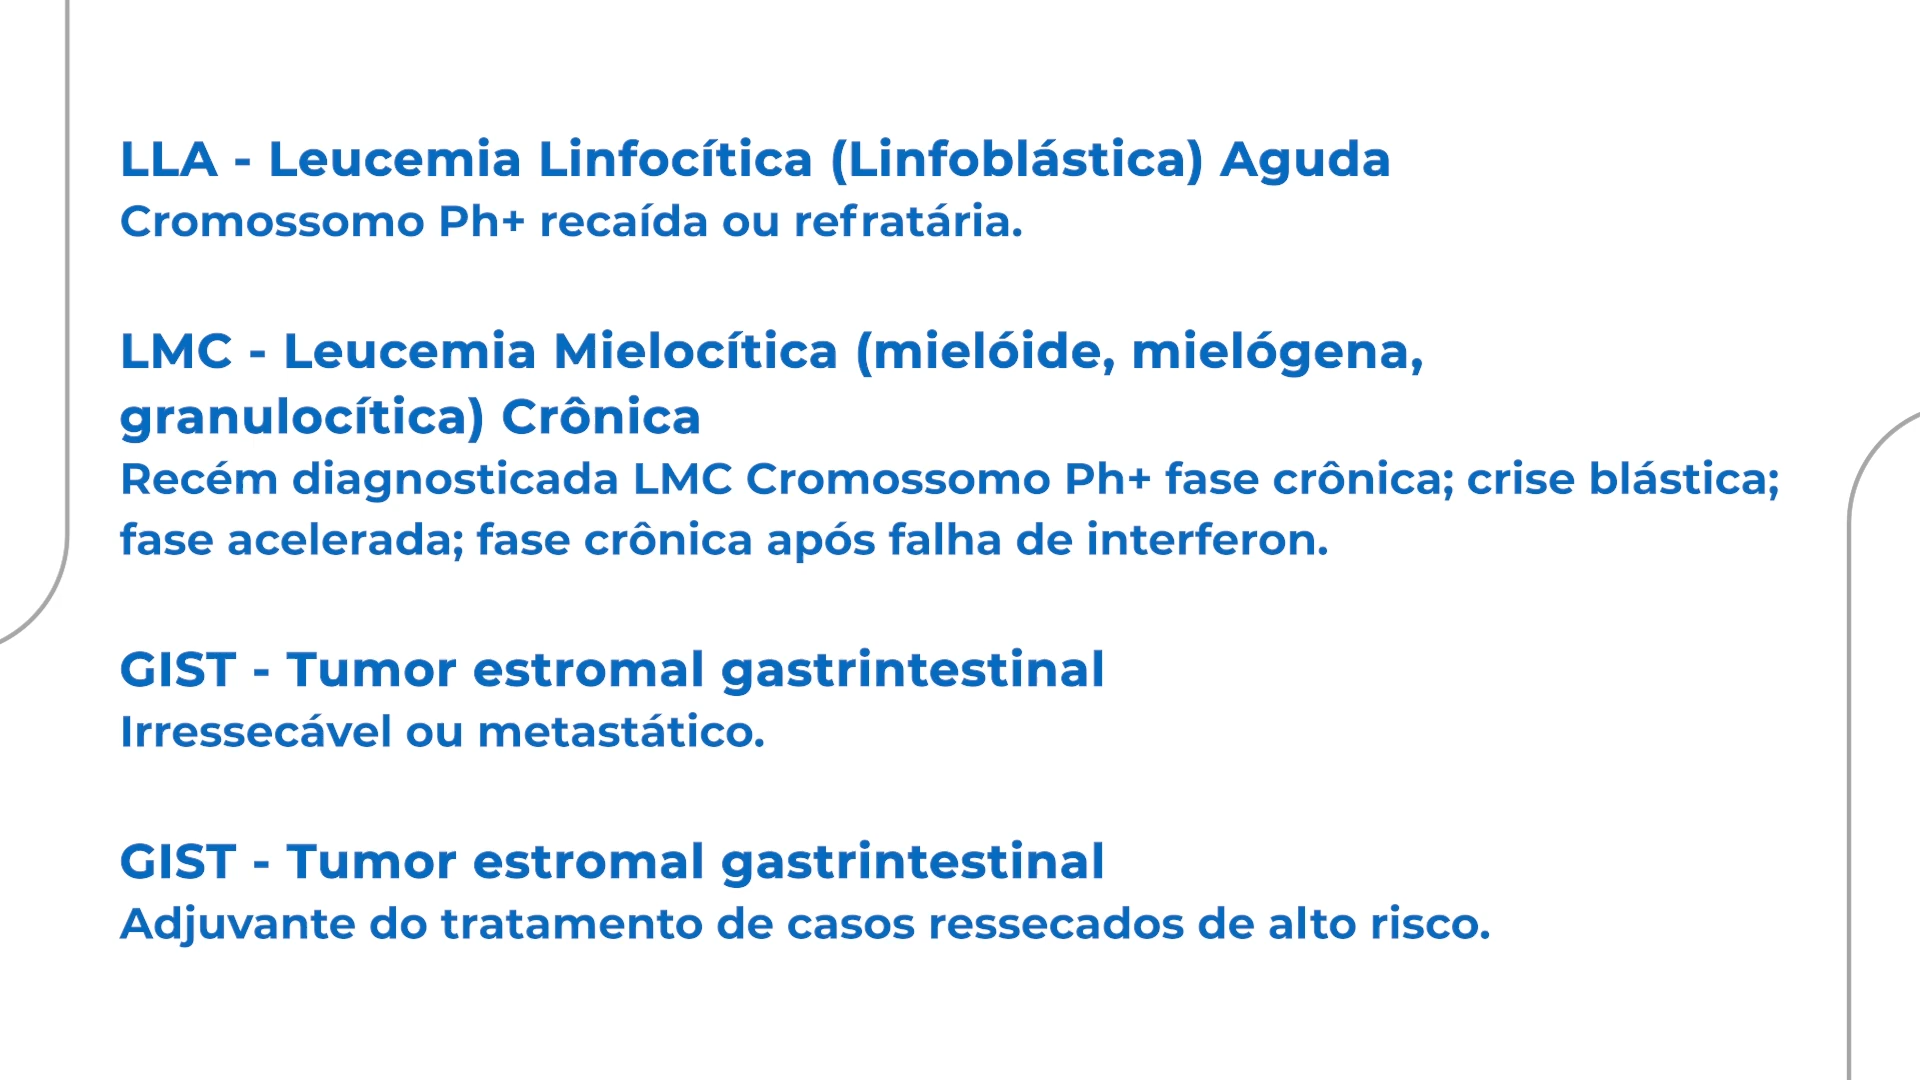 LLA - Leucemia Linfocítica (Linfoblástica) Aguda
Cromossomo Ph+ recaída ou refratária.
LMC - Leucemia Mielocítica (mielóide, mielógena,
granulocítica) Crônica
Recém diagnosticada LMC Cromossomo Ph+ fase crônica; crise blástica;
fase acelerada; fase crônica após falha de interferon.
GIST - Tumor estromal gastrintestinal
Irressecável ou metastático.
GIST - Tumor estromal gastrintestinal
Adjuvante do tratamento de casos ressecados de alto risco.